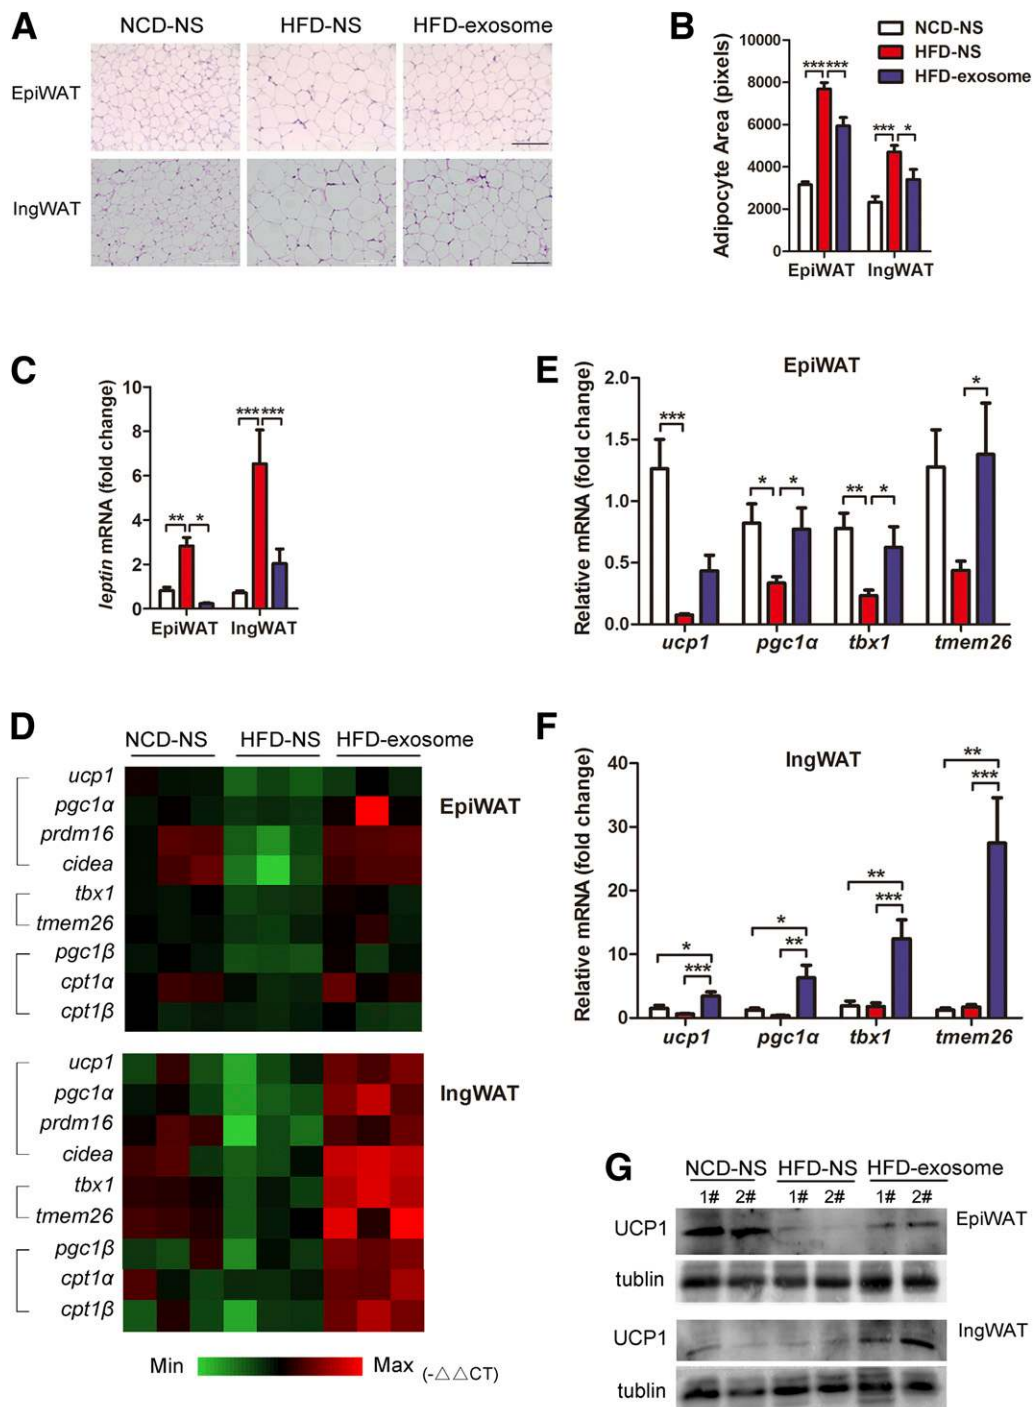 A
NCD-NS HFD-NS HFD-exosome
EpiWAT
IngWAT
B
NCD-NS
HFD-NS
HFD-exosome
Adipocyte Area (pixels)
10000
8000
6000
4000
2000
0
*** ***
*** *
EpiWAT IngWAT
C
leptin mRNA (fold change)
10
8
6
4
2
0
*** ***
** *
EpiWAT IngWAT
E
EpiWAT
Relative mRNA (fold change)
2.0
1.5
1.0
0.5
0.0
***
* *
** *
*
ucp1 pgc1α tbx1 tmem26
D
NCD-NS HFD-NS HFD-exosome
EpiWAT
ucp1
pgc1α
prdm16
cidea
tbx1
tmem26
pgc1β
cpt1α
cpt1β
IngWAT
ucp1
pgc1α
prdm16
cidea
tbx1
tmem26
pgc1β
cpt1α
cpt1β
Min Max (-△△CT)
F
IngWAT
Relative mRNA (fold change)
40
30
20
10
0
*
***
*
**
**
***
**
***
ucp1 pgc1α tbx1 tmem26
G
NCD-NS HFD-NS HFD-exosome
1# 2# 1# 2# 1# 2#
UCP1 EpiWAT
tublin
UCP1 IngWAT
tublin